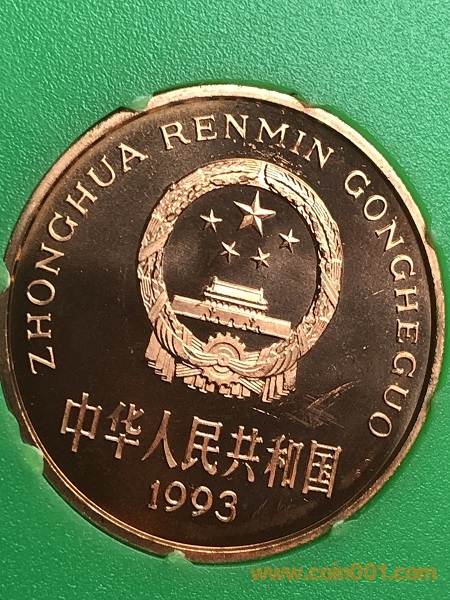 ZHONGHUA RENMIN GONGHEGUO
中华人民共和国
1993
www.coin001.com